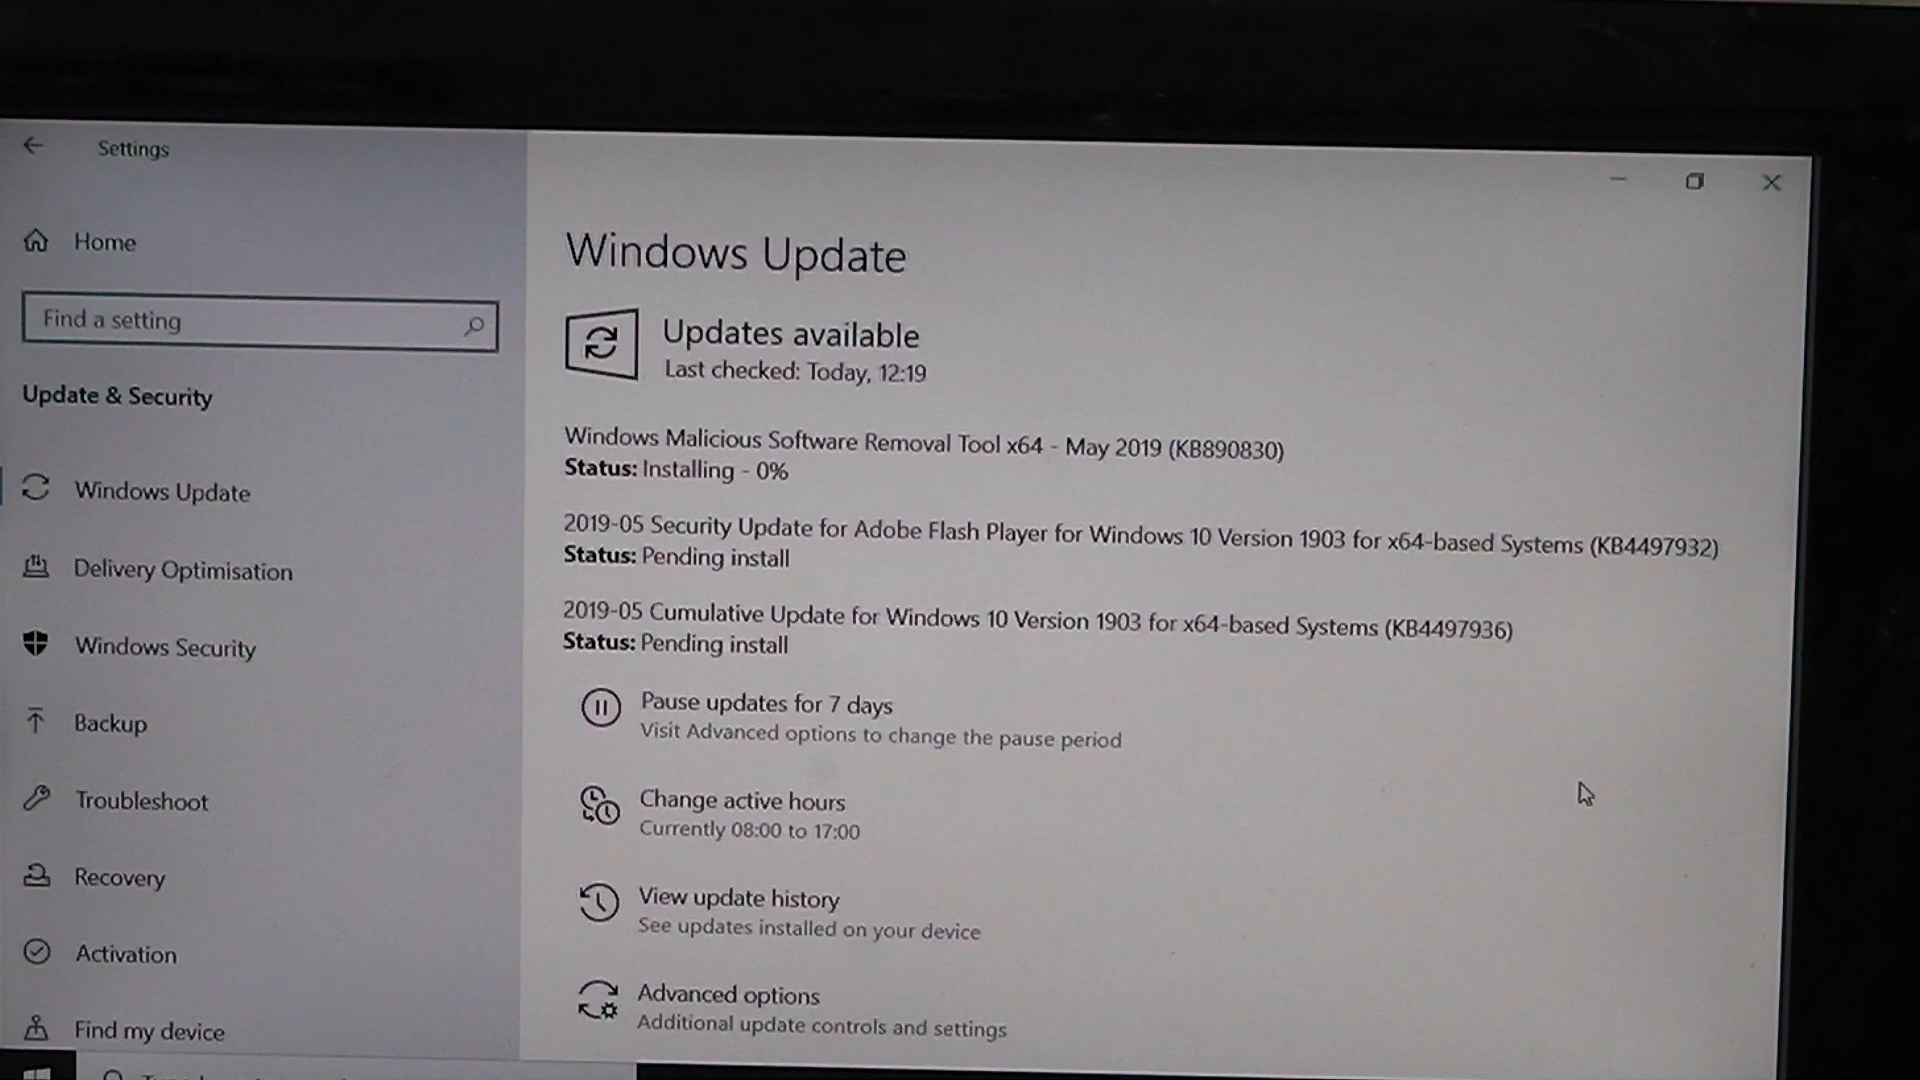 Settings
Home
Find a setting
Update & Security
Windows Update
Delivery Optimisation
Windows Security
Backup
Troubleshoot
Recovery
Activation
Find my device
Windows Update
Updates available
Last checked: Today, 12:19
Windows Malicious Software Removal Tool x64 - May 2019 (KB890830)
Status: Installing - 0%
2019-05 Security Update for Adobe Flash Player for Windows 10 Version 1903 for x64-based Systems (KB4497932)
Status: Pending install
2019-05 Cumulative Update for Windows 10 Version 1903 for x64-based Systems (KB4497936)
Status: Pending install
Pause updates for 7 days
Visit Advanced options to change the pause period
Change active hours
Currently 08:00 to 17:00
View update history
See updates installed on your device
Advanced options
Additional update controls and settings